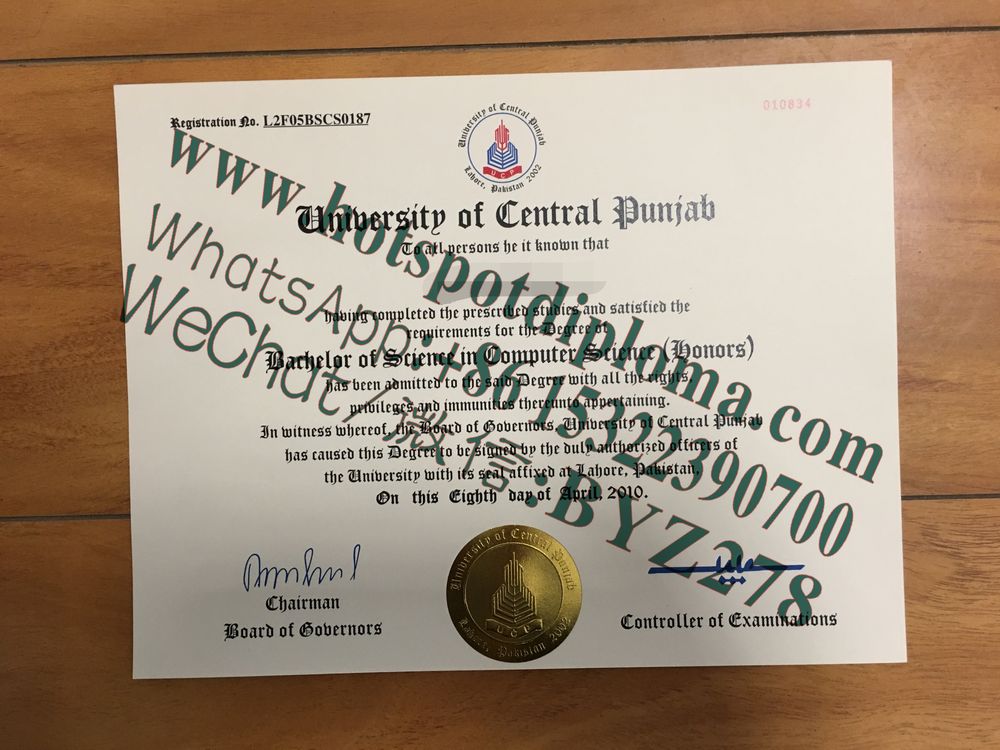 Registration No. L2F05BSCS0187
010834
University of Central Punjab
Lahore, Pakistan 2002
UCP
University of Central Punjab
To all persons be it known that
having completed the prescribed studies and satisfied the
requirements for the Degree of
Bachelor of Science in Computer Science (Honors)
has been admitted to the said Degree with all the rights,
privileges and immunities thereunto appertaining.
In witness whereof, the Board of Governors, University of Central Punjab
has caused this Degree to be signed by the duly authorized officers of
the University with its seal affixed at Lahore, Pakistan,
On this Eighth day of April, 2010.
Chairman
Board of Governors
University of Central Punjab
UCP
Lahore, Pakistan 2002
Controller of Examinations
www.hotspotdiploma.com
WhatsApp:+86 15322390700
WeChat/微信:BYZ278